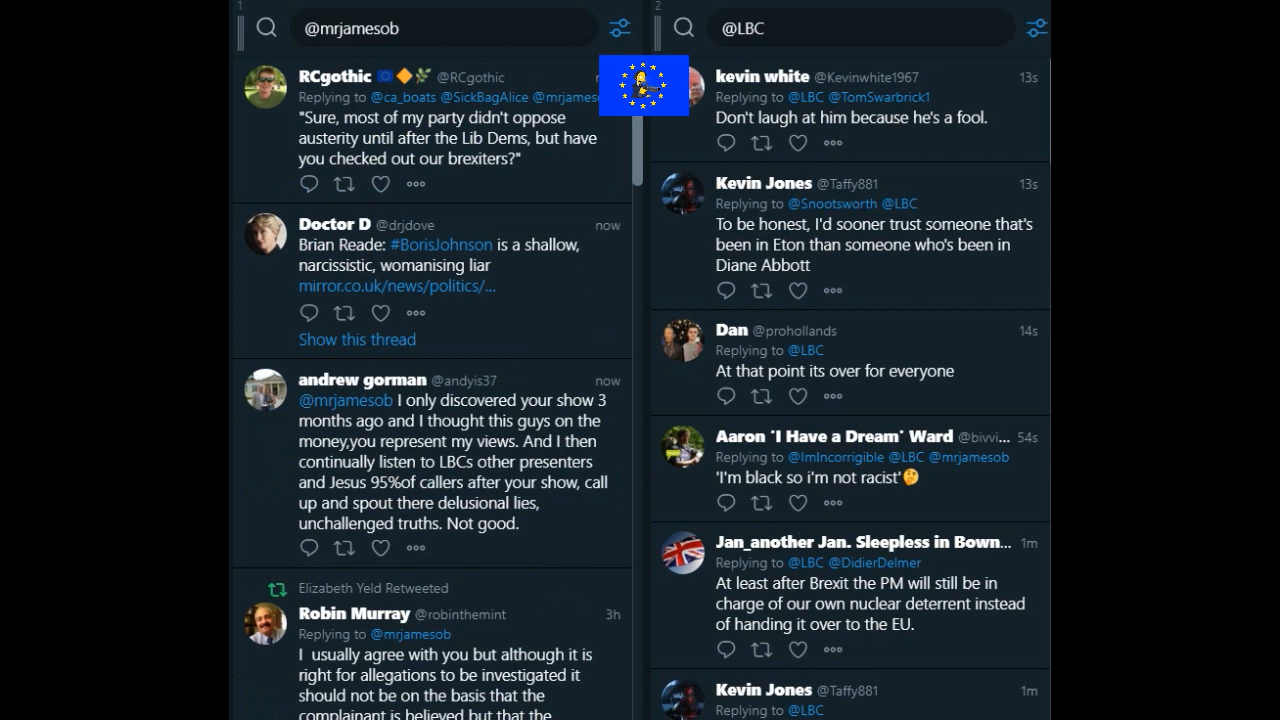 1
@mrjamesob
RCgothic @RCgothic
Replying to @ca_boats @SickBagAlice @mrjames
"Sure, most of my party didn't oppose
austerity until after the Lib Dems, but have
you checked out our brexiters?"
Doctor D @drjdove now
Brian Reade: #BorisJohnson is a shallow,
narcissistic, womanising liar
mirror.co.uk/news/politics/...
Show this thread
andrew gorman @andyis37 now
@mrjamesob I only discovered your show 3
months ago and I thought this guys on the
money,you represent my views. And I then
continually listen to LBCs other presenters
and Jesus 95%of callers after your show, call
up and spout there delusional lies,
unchallenged truths. Not good.
Elizabeth Yeld Retweeted
Robin Murray @robinthemint 3h
Replying to @mrjamesob
I usually agree with you but although it is
right for allegations to be investigated it
should not be on the basis that the
complainant is believed but that the
2
@LBC
kevin white @Kevinwhite1967 13s
Replying to @LBC @TomSwarbrick1
Don't laugh at him because he's a fool.
Kevin Jones @Taffy881 13s
Replying to @Snootsworth @LBC
To be honest, I'd sooner trust someone that's
been in Eton than someone who's been in
Diane Abbott
Dan @prohollands 14s
Replying to @LBC
At that point its over for everyone
Aaron "I Have a Dream" Ward @bivvi... 54s
Replying to @ImIncorrigible @LBC @mrjamesob
'I'm black so i'm not racist'🤔
Jan_another Jan. Sleepless in Bown... 1m
Replying to @LBC @DidierDelmer
At least after Brexit the PM will still be in
charge of our own nuclear deterrent instead
of handing it over to the EU.
Kevin Jones @Taffy881 1m
Replying to @LBC